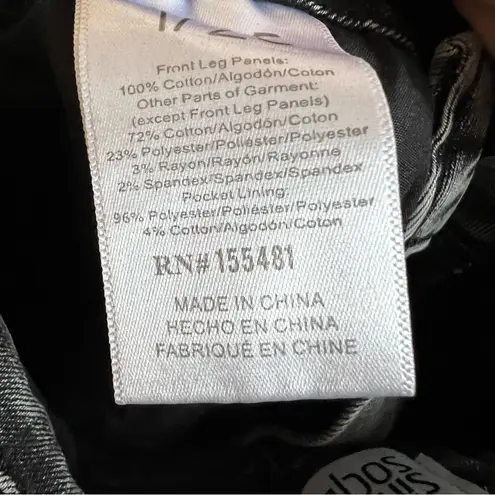 Front Leg Panels:
100% Cotton/Algodón/Coton
Other Parts of Garment:
(except Front Leg Panels)
72% Cotton/Algodón/Coton
23% Polyester/Poliéster/Polyester
3% Rayon/Rayón/Rayonne
2% Spandex/Spandex/Spandex
Pocket Lining:
96% Polyester/Poliéster/Polyester
4% Cotton/Algodón/Coton
RN# 155481
MADE IN CHINA
HECHO EN CHINA
FABRIQUÉ EN CHINE